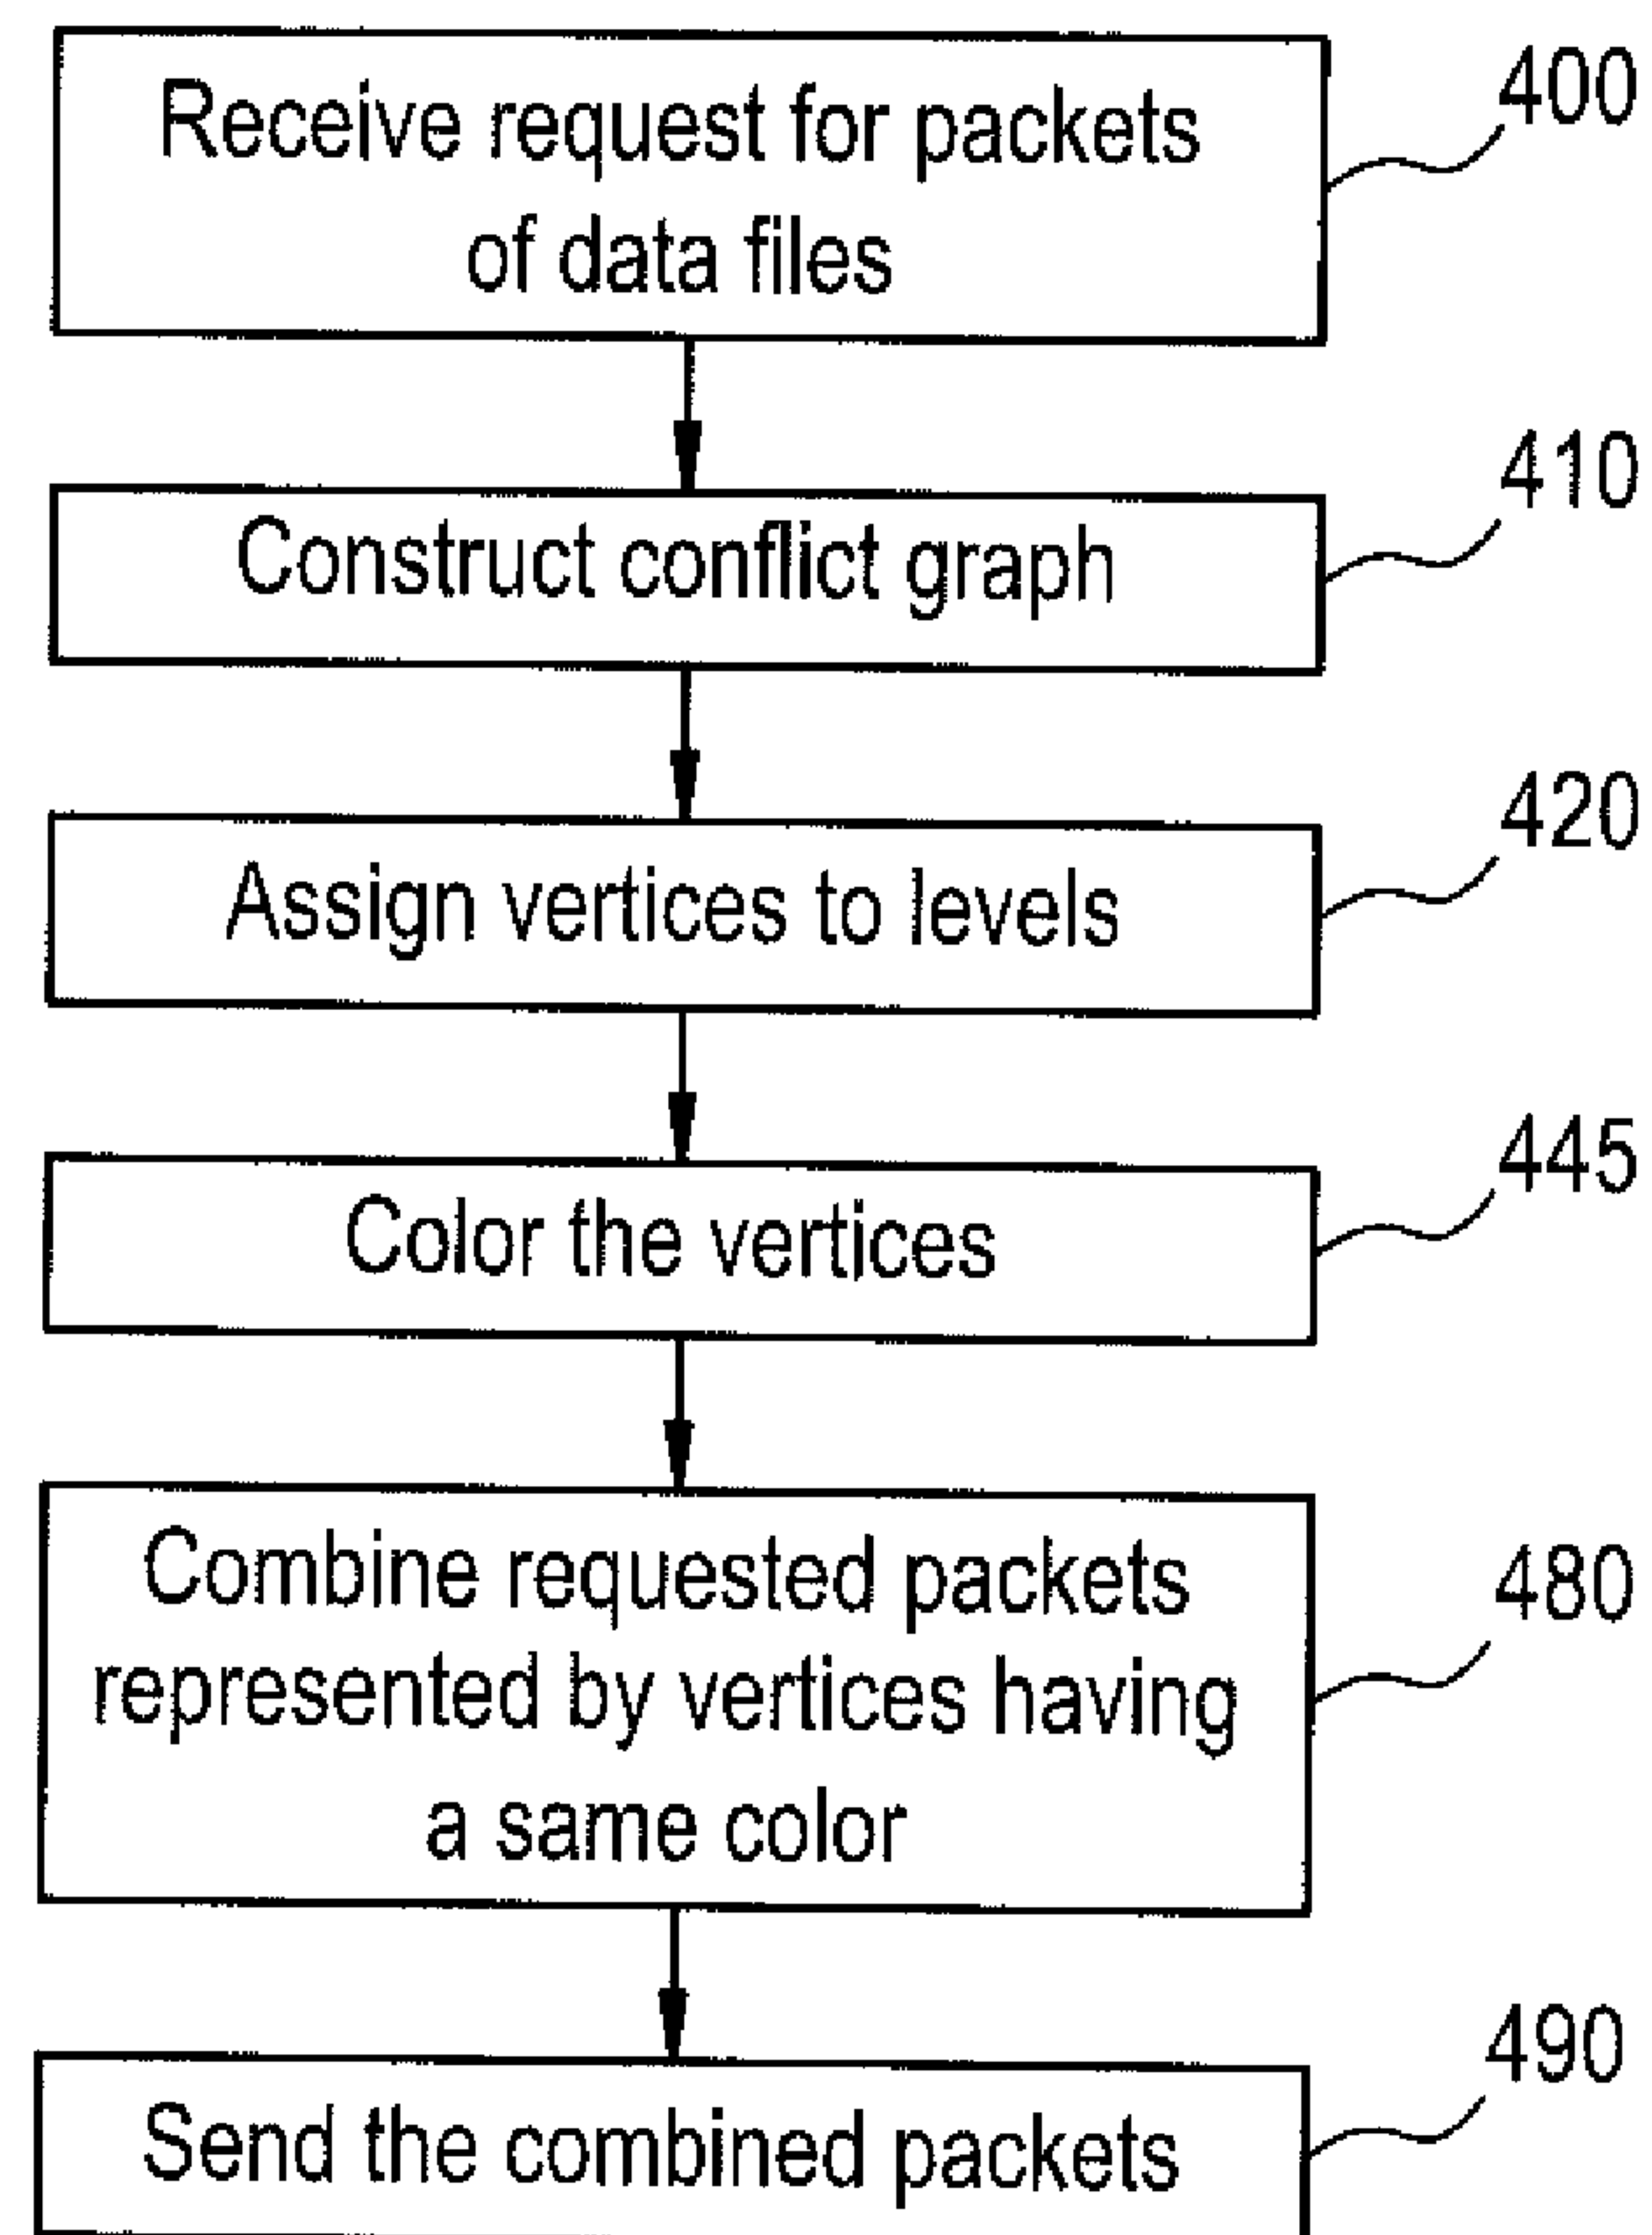 Receive request for packets
of data files
400
Construct conflict graph
410
Assign vertices to levels
420
Color the vertices
445
Combine requested packets
represented by vertices having
a same color
480
Send the combined packets
490